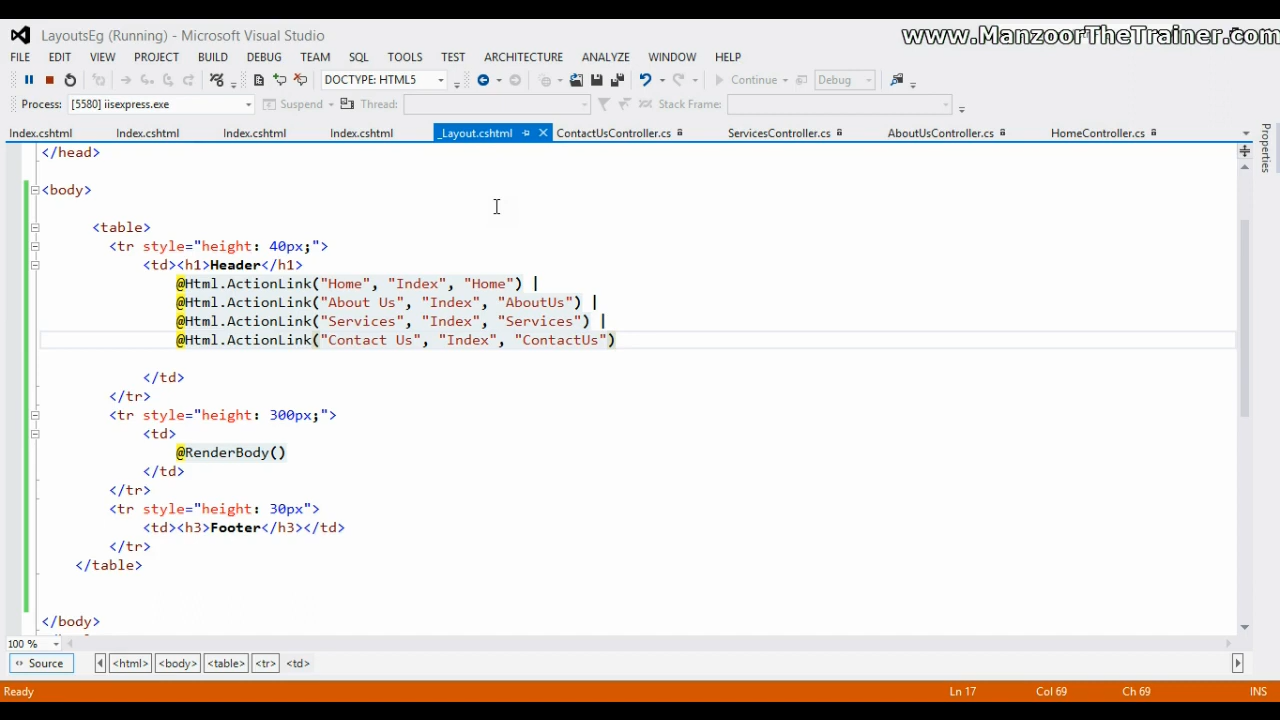 LayoutsEg (Running) - Microsoft Visual Studio
www.ManzoorTheTrainer.com
FILE EDIT VIEW PROJECT BUILD DEBUG TEAM SQL TOOLS TEST ARCHITECTURE ANALYZE WINDOW HELP
DOCTYPE: HTML5 Continue Debug
Process: [5580] iisexpress.exe Suspend Thread: Stack Frame:
Index.cshtml Index.cshtml Index.cshtml Index.cshtml _Layout.cshtml ContactUsController.cs ServicesController.cs AboutUsController.cs HomeController.cs
Properties
</head>
<body>
<table>
<tr style="height: 40px;">
<td><h1>Header</h1>
@Html.ActionLink("Home", "Index", "Home") |
@Html.ActionLink("About Us", "Index", "AboutUs") |
@Html.ActionLink("Services", "Index", "Services") |
@Html.ActionLink("Contact Us", "Index", "ContactUs")
</td>
</tr>
<tr style="height: 300px;">
<td>
@RenderBody()
</td>
</tr>
<tr style="height: 30px">
<td><h3>Footer</h3></td>
</tr>
</table>
</body>
100 %
Source <html> <body> <table> <tr> <td>
Ready Ln 17 Col 69 Ch 69 INS